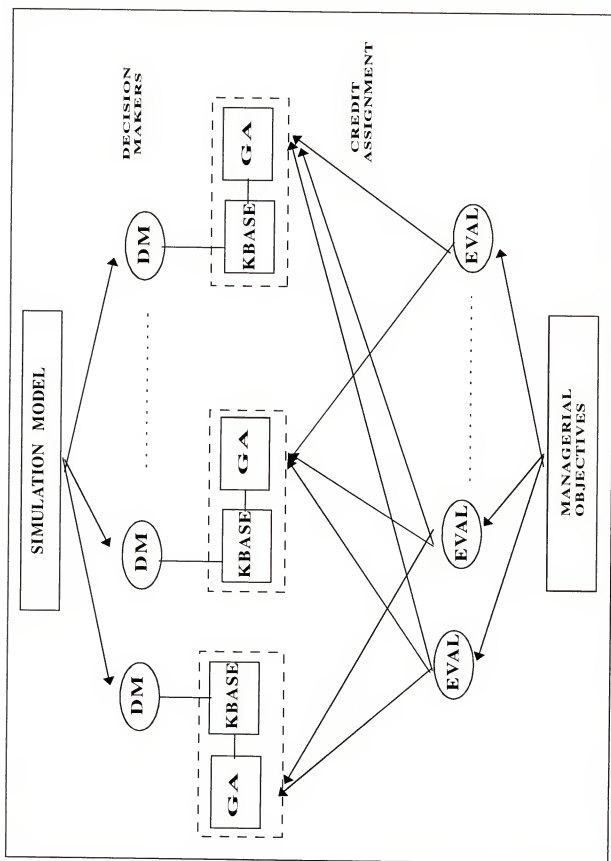 SIMULATION MODEL
DECISION
MAKERS
DM
DM
DM
GA
KBASE
KBASE
GA
KBASE
GA
CREDIT
ASSIGNMENT
EVAL
EVAL
EVAL
MANAGERIAL
OBJECTIVES